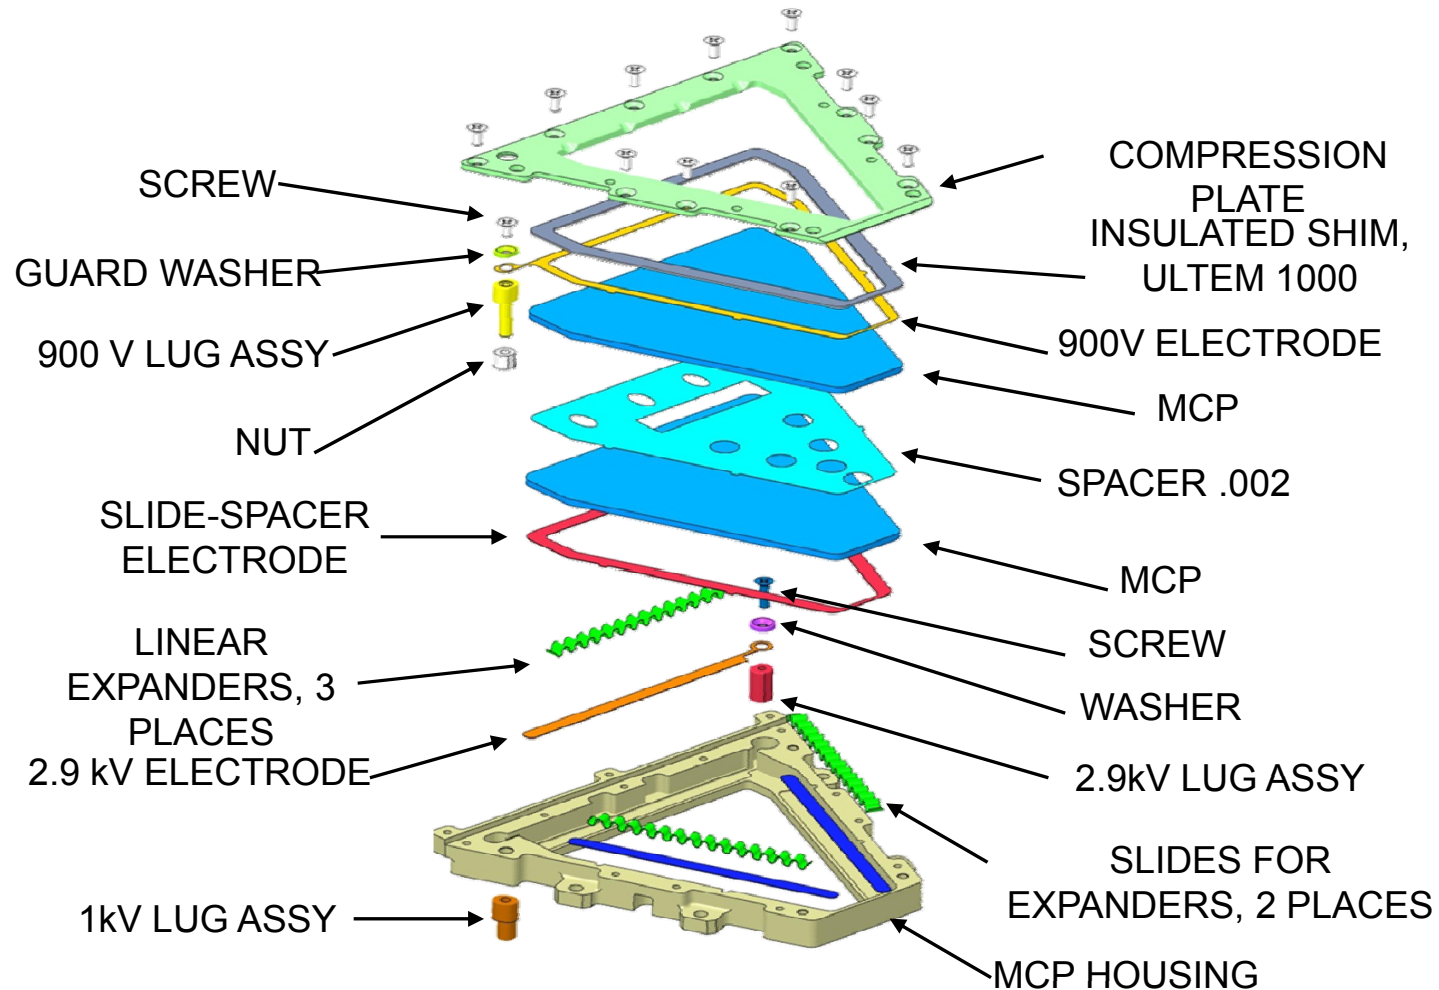 COMPRESSION
PLATE
SCREW
INSULATED SHIM,
ULTEM 1000
GUARD WASHER
900 V LUG ASSY
900V ELECTRODE
MCP
NUT
SPACER .002
SLIDE-SPACER
ELECTRODE
MCP
LINEAR
EXPANDERS, 3
PLACES
SCREW
WASHER
2.9 kV ELECTRODE
2.9kV LUG ASSY
SLIDES FOR
EXPANDERS, 2 PLACES
1kV LUG ASSY
MCP HOUSING